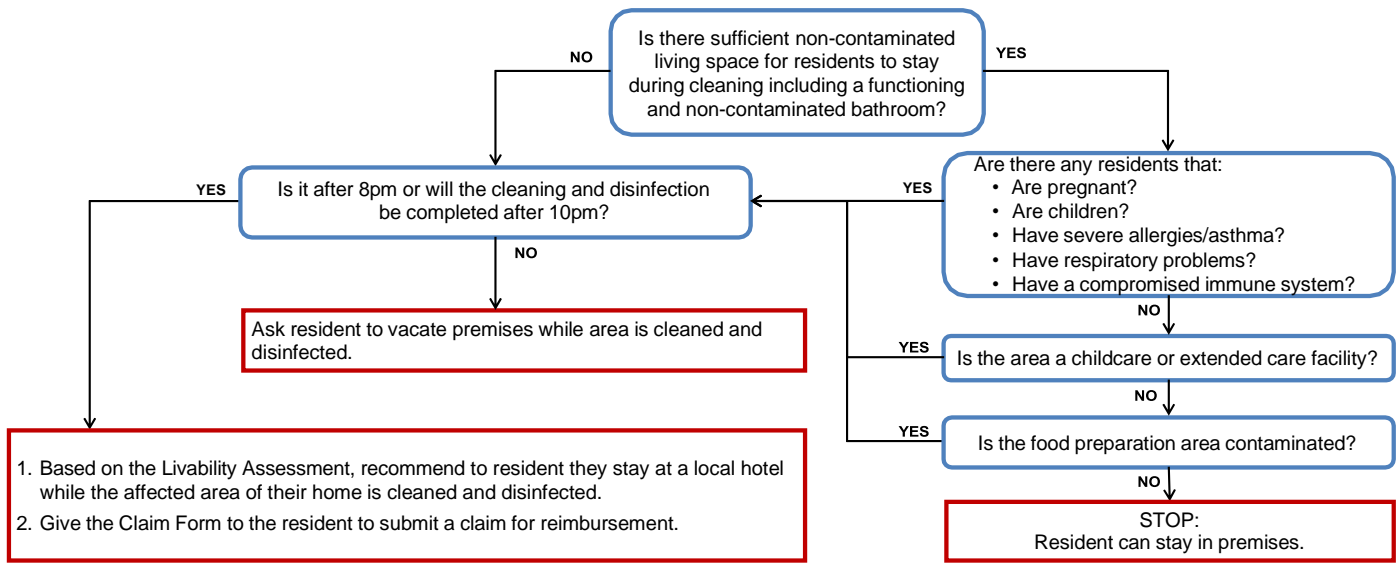 Is there sufficient non-contaminated
living space for residents to stay
during cleaning including a functioning
and non-contaminated bathroom?
NO
YES
Is it after 8pm or will the cleaning and disinfection
be completed after 10pm?
YES
NO
Ask resident to vacate premises while area is cleaned and
disinfected.
1. Based on the Livability Assessment, recommend to resident they stay at a local hotel
while the affected area of their home is cleaned and disinfected.
2. Give the Claim Form to the resident to submit a claim for reimbursement.
Are there any residents that:
• Are pregnant?
• Are children?
• Have severe allergies/asthma?
• Have respiratory problems?
• Have a compromised immune system?
YES
NO
Is the area a childcare or extended care facility?
YES
NO
Is the food preparation area contaminated?
YES
NO
STOP:
Resident can stay in premises.